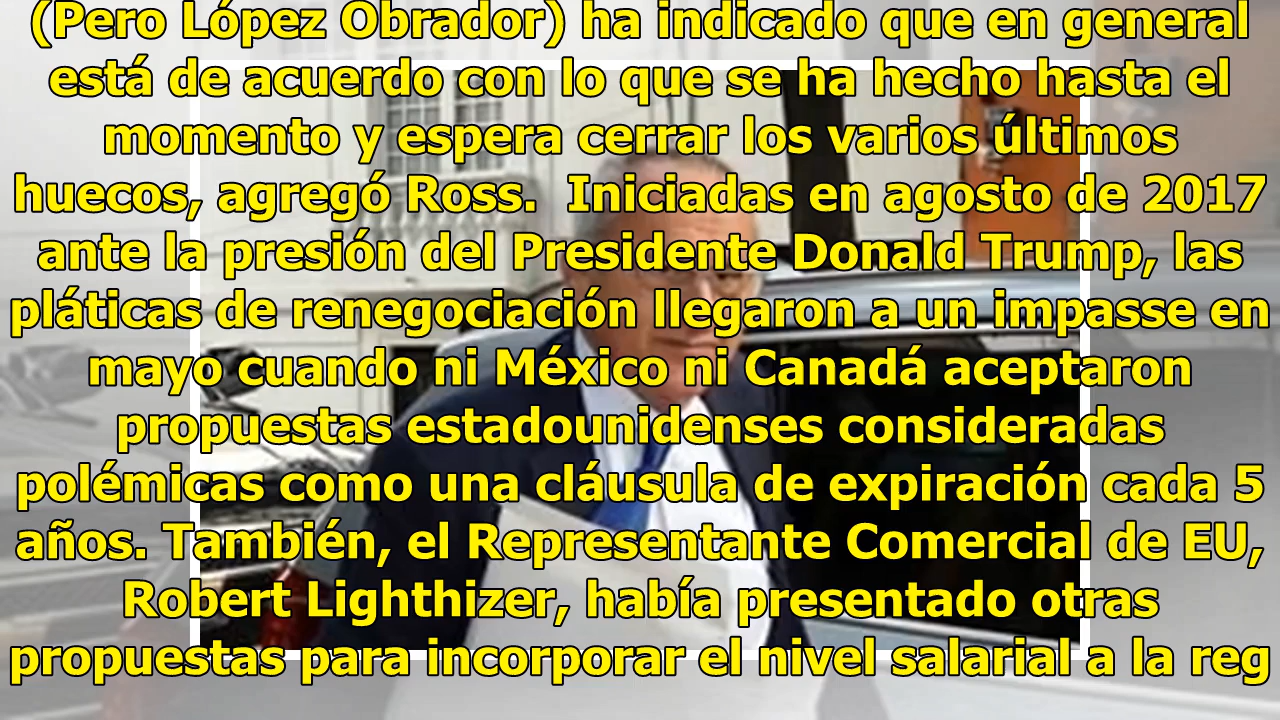 (Pero López Obrador) ha indicado que en general
está de acuerdo con lo que se ha hecho hasta el
momento y espera cerrar los varios últimos
huecos, agregó Ross.  Iniciadas en agosto de 2017
ante la presión del Presidente Donald Trump, las
pláticas de renegociación llegaron a un impasse en
mayo cuando ni México ni Canadá aceptaron
propuestas estadounidenses consideradas
polémicas como una cláusula de expiración cada 5
años. También, el Representante Comercial de EU,
Robert Lighthizer, había presentado otras
propuestas para incorporar el nivel salarial a la reg